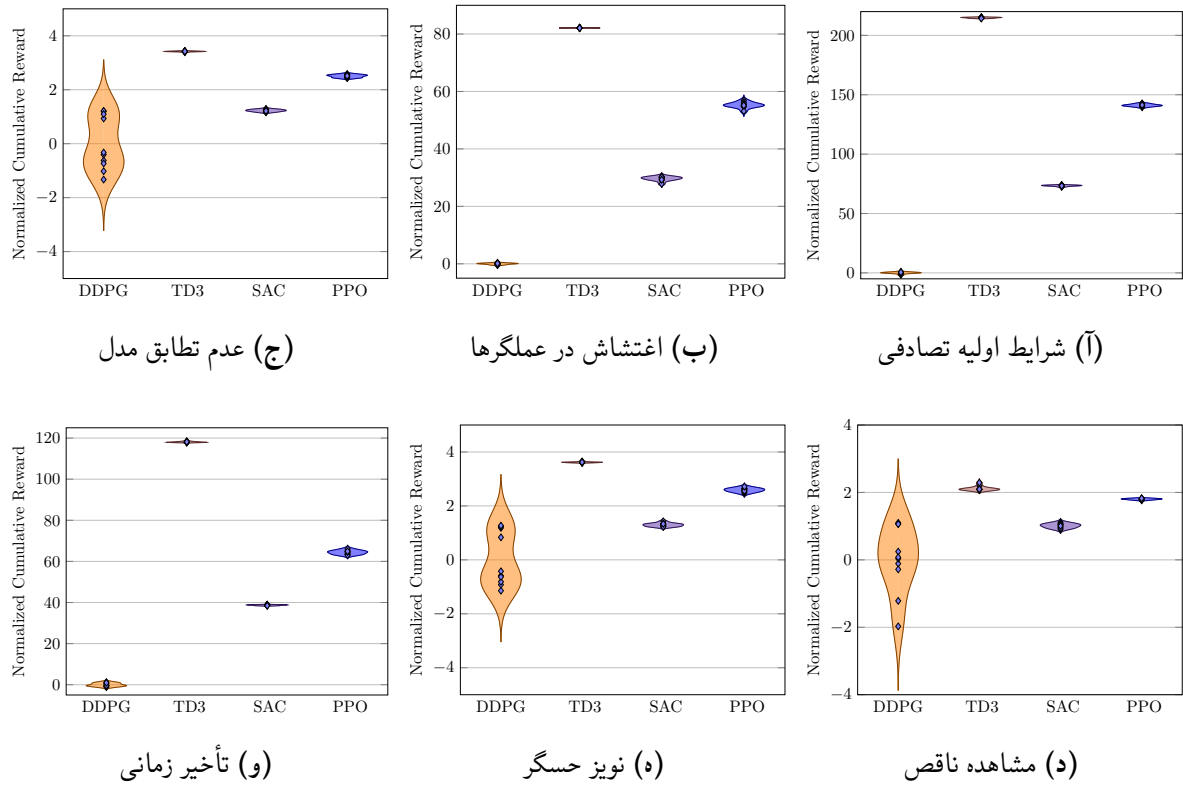 Normalized Cumulative Reward
200
150
100
50
0
DDPG TD3 SAC PPO
(آ) شرایط اولیه تصادفی
Normalized Cumulative Reward
80
60
40
20
0
DDPG TD3 SAC PPO
(ب) اغتشاش در عملگرها
Normalized Cumulative Reward
4
2
0
−2
−4
DDPG TD3 SAC PPO
(ج) عدم تطابق مدل
Normalized Cumulative Reward
4
2
0
−2
−4
DDPG TD3 SAC PPO
(د) مشاهده ناقص
Normalized Cumulative Reward
4
2
0
−2
−4
DDPG TD3 SAC PPO
(ه) نویز حسگر
Normalized Cumulative Reward
120
100
80
60
40
20
0
DDPG TD3 SAC PPO
(و) تأخیر زمانی